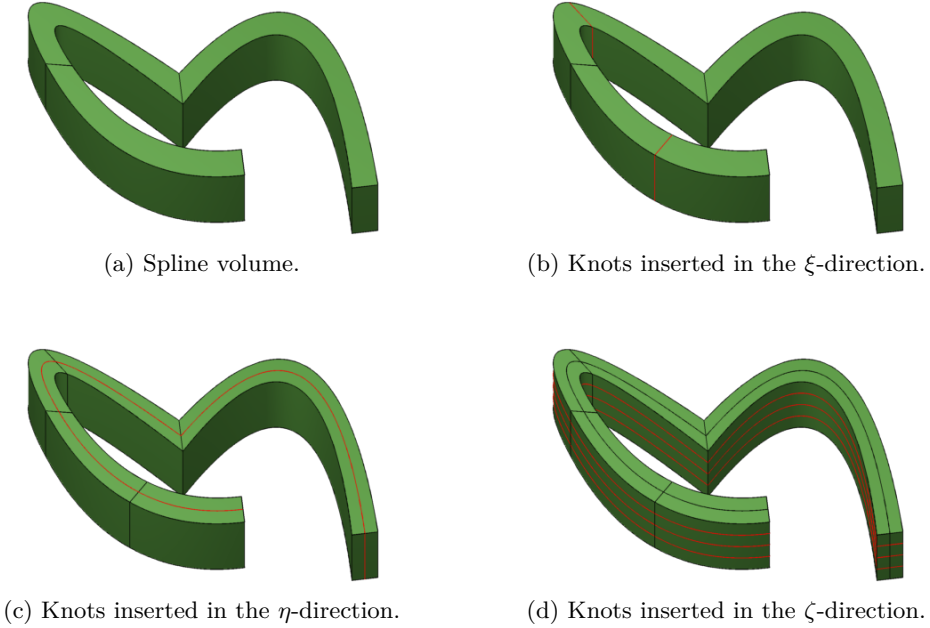 (a) Spline volume.
(b) Knots inserted in the ξ-direction.
(c) Knots inserted in the η-direction.
(d) Knots inserted in the ζ-direction.